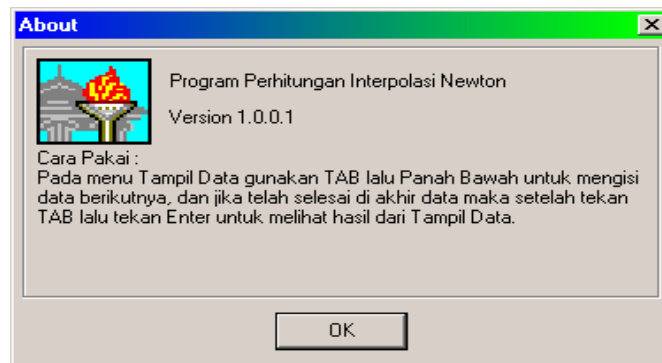 About
Program Perhitungan Interpolasi Newton
Version 1.0.0.1
Cara Pakai :
Pada menu Tampil Data gunakan TAB lalu Panah Bawah untuk mengisi
data berikutnya, dan jika telah selesai di akhir data maka setelah tekan
TAB lalu tekan Enter untuk melihat hasil dari Tampil Data.
OK